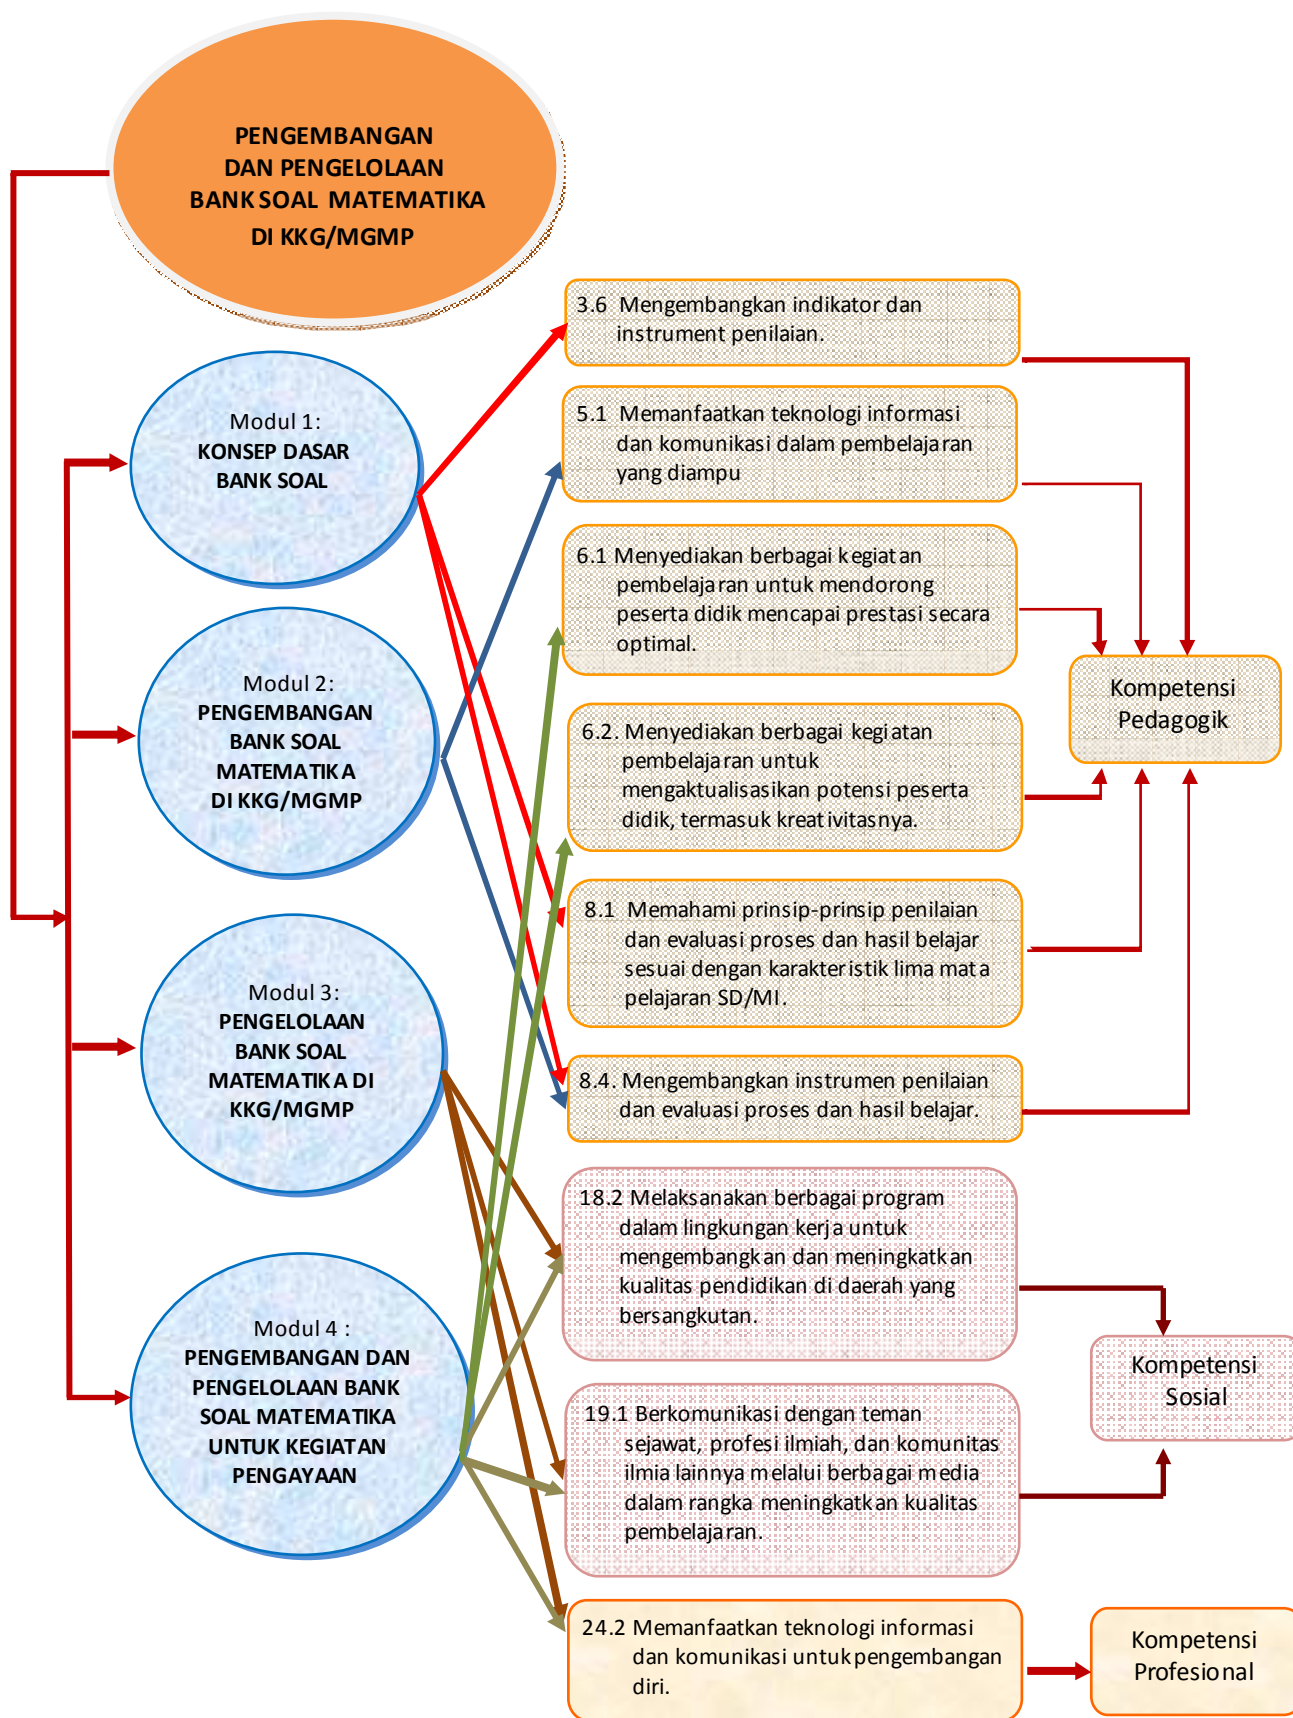 PENGEMBANGAN
DAN PENGELOLAAN
BANK SOAL MATEMATIKA
DI KKG/MGMP
Modul 1:
KONSEP DASAR
BANK SOAL
Modul 2:
PENGEMBANGAN
BANK SOAL
MATEMATIKA
DI KKG/MGMP
Modul 3:
PENGELOLAAN
BANK SOAL
MATEMATIKA DI
KKG/MGMP
Modul 4 :
PENGEMBANGAN DAN
PENGELOLAAN BANK
SOAL MATEMATIKA
UNTUK KEGIATAN
PENGAYAAN
3.6 Mengembangkan indikator dan
instrument penilaian.
5.1 Memanfaatkan teknologi informasi
dan komunikasi dalam pembelajaran
yang diampu
6.1 Menyediakan berbagai kegiatan
pembelajaran untuk mendorong
peserta didik mencapai prestasi secara
optimal.
6.2. Menyediakan berbagai kegiatan
pembelajaran untuk
mengaktualisasikan potensi peserta
didik, termasuk kreativitasnya.
8.1 Memahami prinsip-prinsip penilaian
dan evaluasi proses dan hasil belajar
sesuai dengan karakteristik lima mata
pelajaran SD/MI.
8.4. Mengembangkan instrumen penilaian
dan evaluasi proses dan hasil belajar.
18.2 Melaksanakan berbagai program
dalam lingkungan kerja untuk
mengembangkan dan meningkatkan
kualitas pendidikan di daerah yang
bersangkutan.
19.1 Berkomunikasi dengan teman
sejawat, profesi ilmiah, dan komunitas
ilmia lainnya melalui berbagai media
dalam rangka meningkatkan kualitas
pembelajaran.
24.2 Memanfaatkan teknologi informasi
dan komunikasi untuk pengembangan
diri.
Kompetensi
Pedagogik
Kompetensi
Sosial
Kompetensi
Profesional